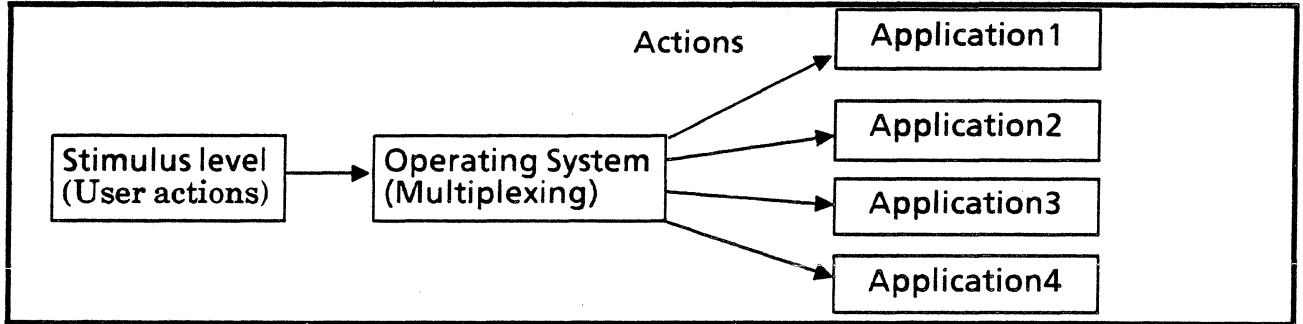 Actions
Application1
Application2
Stimulus level
(User actions)
Operating System
(Multiplexing)
Application3
Application4